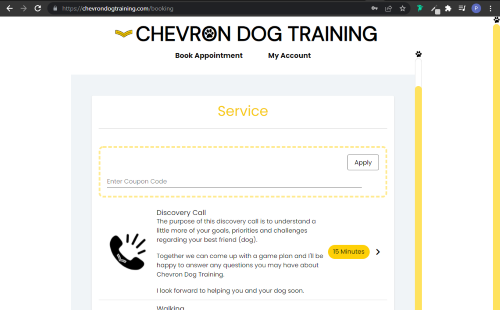 https://chevrondogtraining.com/booking
P
CHEVRON DOG TRAINING
Book Appointment My Account
Service
Apply
Enter Coupon Code
Discovery Call
The purpose of this discovery call is to understand a
little more of your goals, priorities and challenges
regarding your best friend (dog).
Together we can come up with a game plan and I'll be
happy to answer any questions you may have about
Chevron Dog Training.
I look forward to helping you and your dog soon.
15 Minutes
Walking